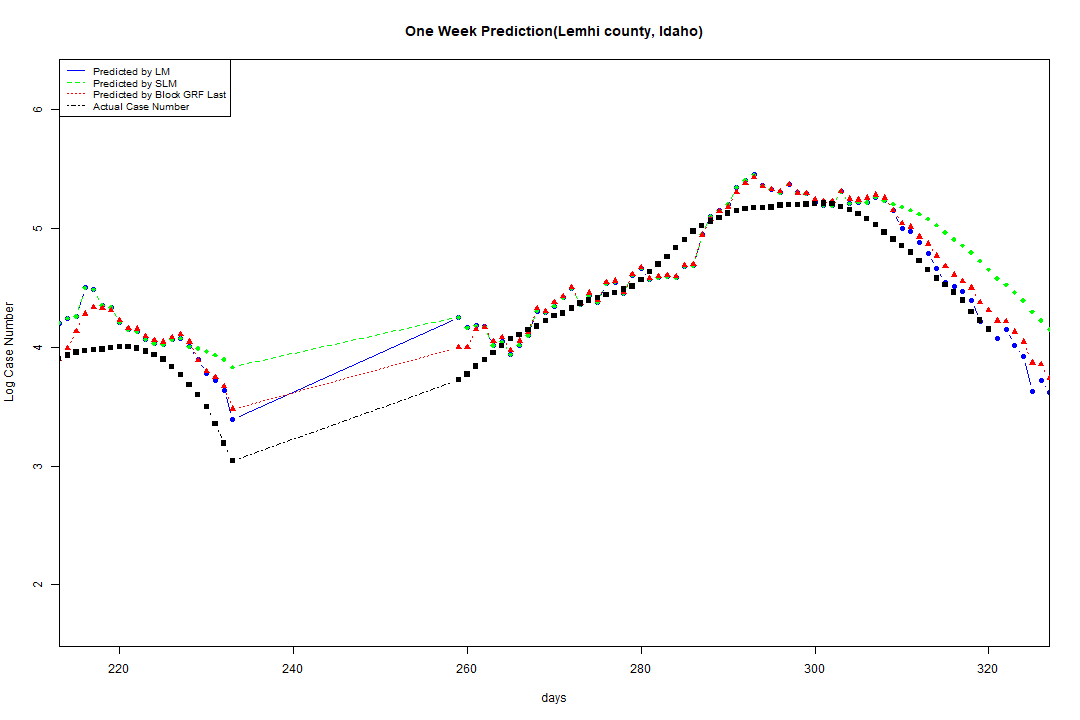 One Week Prediction(Lemhi county, Idaho)
Predicted by LM
Predicted by SLM
Predicted by Block GRF Last
Actual Case Number
6
5
4
3
2
Log Case Number
220 240 260 280 300 320
days